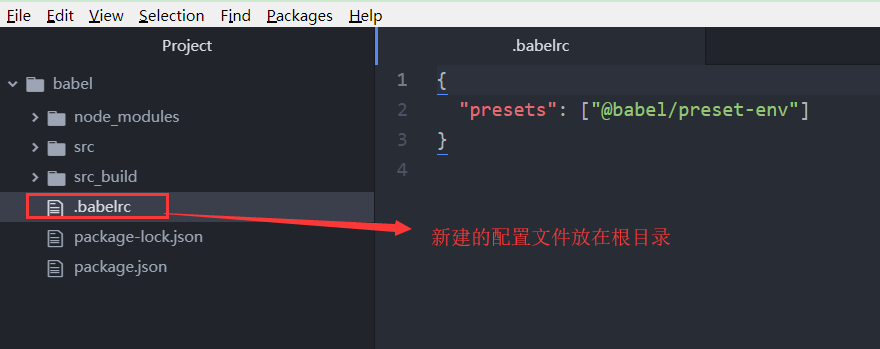 File Edit View Selection Find Packages Help
Project
.babelrc
babel
node_modules
src
src_build
.babelrc
package-lock.json
package.json
1 {
2 "presets": ["@babel/preset-env"]
3 }
4
新建的配置文件放在根目录